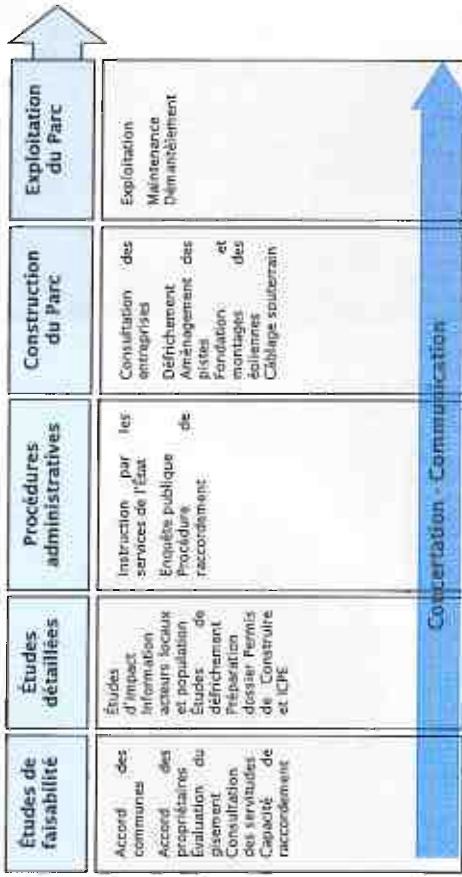 Études de
faisabilité
Accord des
communes
Accord des
propriétaires
Évaluation du
gisement
Consultation
des servitudes
Capacité de
raccordement
Études
détaillées
Études
d'impact
Information
acteurs locaux
et population
Études de
défrichement
Préparation
dossier Permis
de Construire
et ICPE
Procédures
administratives
Instruction par les
services de l'État
Enquête publique
Procédure de
raccordement
Construction
du Parc
Consultation des
entreprises
Défrichement
Aménagement des
pistes
Fondation et
montages des
éoliennes
Câblage souterrain
Exploitation
du Parc
Exploitation
Maintenance
Démantèlement
Concertation - Communication